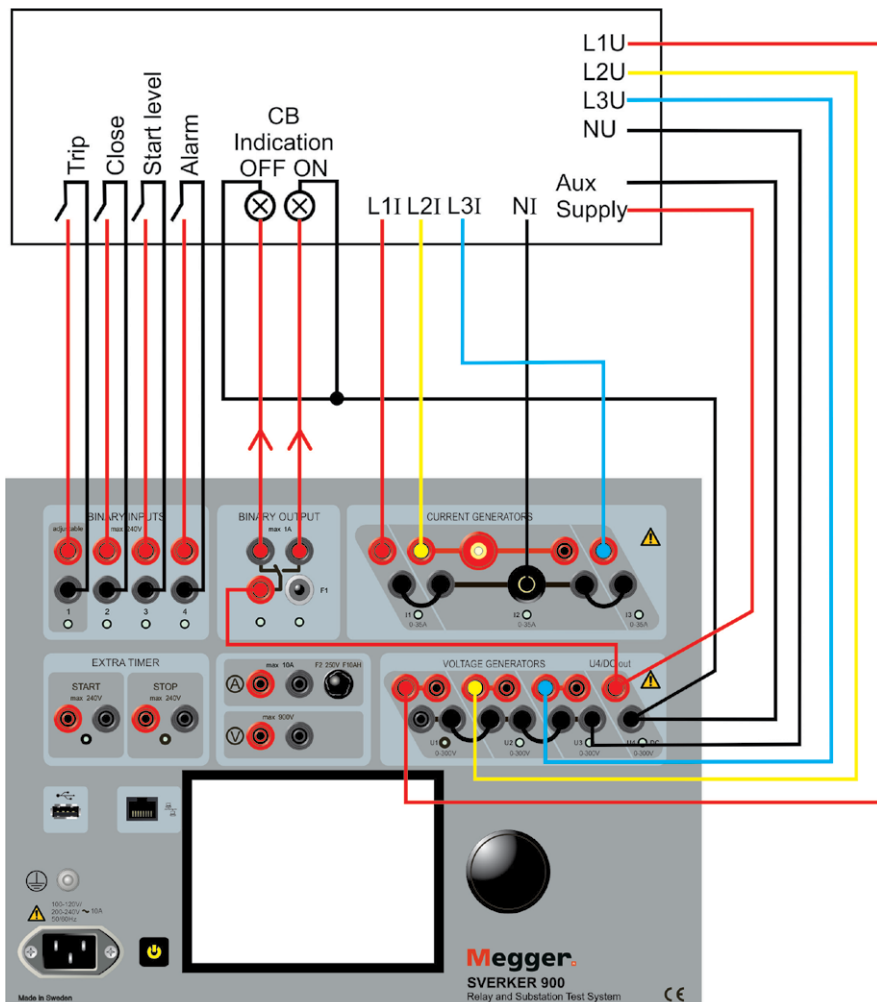 L1U
L2U
L3U
NU
Trip
Close
Start level
Alarm
CB
Indication
OFF ON
L1I L2I L3I NI
Aux
Supply
BINARY INPUTS
adjustable max 240V
1 2 3 4
BINARY OUTPUT
max 1A
F1
CURRENT GENERATORS
I1 I2 I3
0-35A 0-35A 0-35A
EXTRA TIMER
START STOP
max 240V max 240V
max 10A F2 250V F10AH
A
max 900V
V
VOLTAGE GENERATORS U4/DC out
U1 U2 U3 U4 DC
0-300V 0-300V 0-300V 0-300V
100-120V/
200-240V ~ 10A
50/60Hz
Megger.
SVERKER 900
Relay and Substation Test System
Made in Sweden
CE